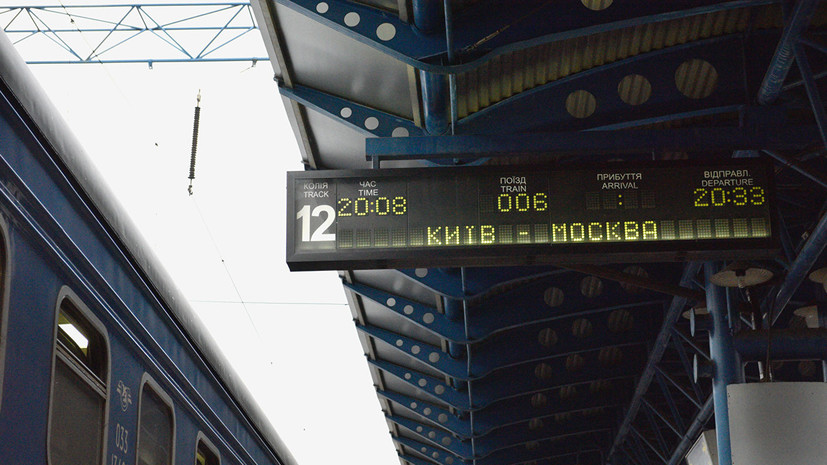 КОЛІЯ
TRACK
12
ЧАС
TIME
20:08
ПОЇЗД
TRAIN
006
ПРИБУТТЯ
ARRIVAL
:
ВІДПРАВЛ.
DEPARTURE
20:33
КИЇВ - МОСКВА
033